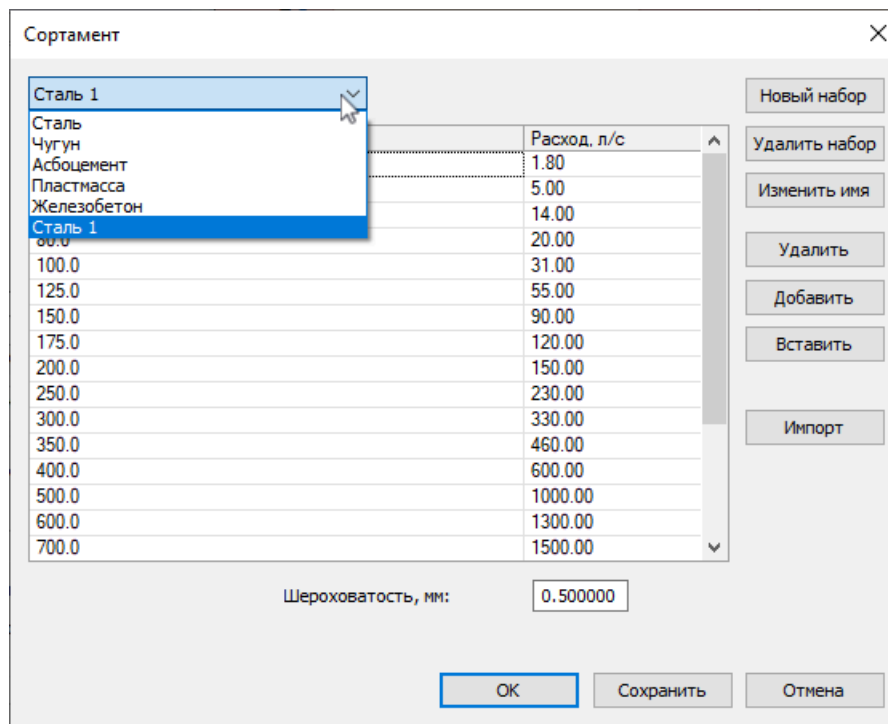 Сортамент
Сталь 1
Новый набор
Сталь
Чугун
Асбоцемент
Пластмасса
Железобетон
Сталь 1
Расход, л/с
Удалить набор
1.80
5.00
Изменить имя
14.00
80.0 20.00
Удалить
100.0 31.00
125.0 55.00
Добавить
150.0 90.00
175.0 120.00
Вставить
200.0 150.00
250.0 230.00
300.0 330.00
Импорт
350.0 460.00
400.0 600.00
500.0 1000.00
600.0 1300.00
700.0 1500.00
Шероховатость, мм: 0.500000
OK Сохранить Отмена